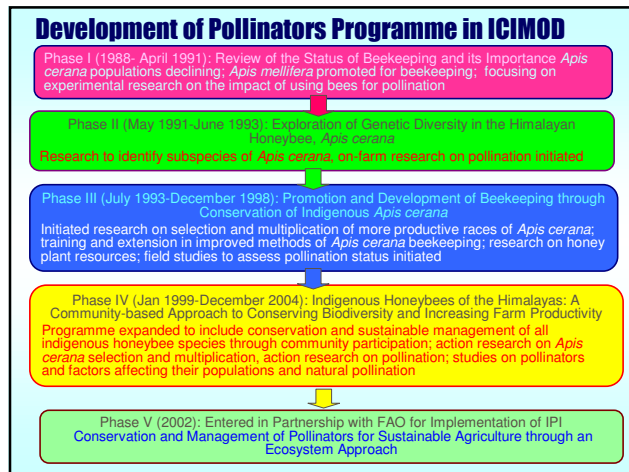 Development of Pollinators Programme in ICIMOD
Phase I (1988- April 1991): Review of the Status of Beekeeping and its Importance Apis
cerana populations declining; Apis mellifera promoted for beekeeping; focusing on
experimental research on the impact of using bees for pollination
Phase II (May 1991-June 1993): Exploration of Genetic Diversity in the Himalayan
Honeybee, Apis cerana
Research to identify subspecies of Apis cerana, on-farm research on pollination initiated
Phase III (July 1993-December 1998): Promotion and Development of Beekeeping through
Conservation of Indigenous Apis cerana
Initiated research on selection and multiplication of more productive races of Apis cerana;
training and extension in improved methods of Apis cerana beekeeping; research on honey
plant resources; field studies to assess pollination status initiated
Phase IV (Jan 1999-December 2004): Indigenous Honeybees of the Himalayas: A
Community-based Approach to Conserving Biodiversity and Increasing Farm Productivity
Programme expanded to include conservation and sustainable management of all
indigenous honeybee species through community participation; action research on Apis
cerana selection and multiplication, action research on pollination; studies on pollinators
and factors affecting their populations and natural pollination
Phase V (2002): Entered in Partnership with FAO for Implementation of IPI
Conservation and Management of Pollinators for Sustainable Agriculture through an
Ecosystem Approach